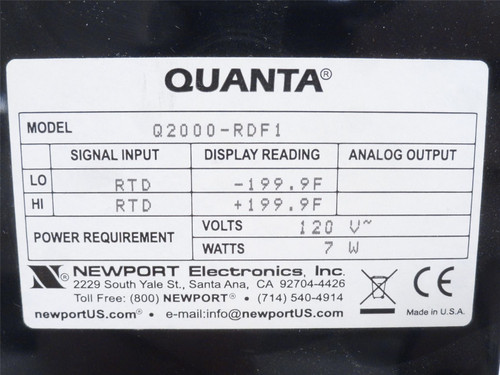 QUANTA®
MODEL Q2000-RDF1
SIGNAL INPUT DISPLAY READING ANALOG OUTPUT
LO RTD -199.9F
HI RTD +199.9F
POWER REQUIREMENT VOLTS 120 V~
WATTS 7 W
N ® NEWPORT Electronics, Inc.
2229 South Yale St., Santa Ana, CA 92704-4426
Toll Free: (800) NEWPORT® • (714) 540-4914
newportUS.com® • e-mail:info@newportUS.com
CE
Made in U.S.A.